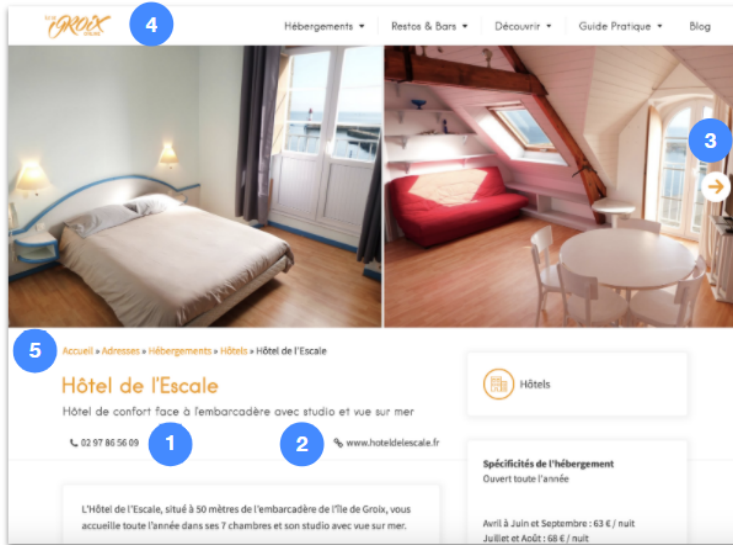 iGROIX
4
Hébergements ▾ Restos & Bars ▾ Découvrir ▾ Guide Pratique ▾ Blog
3
5
Accueil » Adresses » Hébergements » Hôtels » Hôtel de l'Escale
Hôtel de l'Escale
Hôtel de confort face à l'embarcadère avec studio et vue sur mer
02 97 86 56 09
1
2
www.hoteldelescale.fr
L'Hôtel de l'Escale, situé à 50 mètres de l'embarcadère de l'île de Groix, vous
accueille toute l'année dans ses 7 chambres et son studio avec vue sur mer.
Hôtels
Spécificités de l'hébergement
Ouvert toute l'année
Avril à Juin et Septembre : 63 € / nuit
Juillet et Août : 68 € / nuit